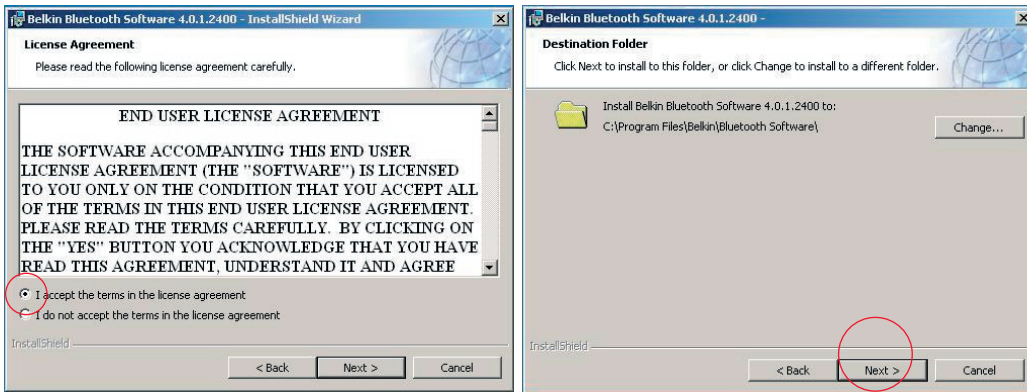 Belkin Bluetooth Software 4.0.1.2400 - InstallShield Wizard
License Agreement
Please read the following license agreement carefully.
END USER LICENSE AGREEMENT
THE SOFTWARE ACCOMPANYING THIS END USER
LICENSE AGREEMENT (THE "SOFTWARE") IS LICENSED
TO YOU ONLY ON THE CONDITION THAT YOU ACCEPT ALL
OF THE TERMS IN THIS END USER LICENSE AGREEMENT.
PLEASE READ THE TERMS CAREFULLY.  BY CLICKING ON
THE "YES" BUTTON YOU ACKNOWLEDGE THAT YOU HAVE
READ THIS AGREEMENT, UNDERSTAND IT AND AGREE
I accept the terms in the license agreement
I do not accept the terms in the license agreement
InstallShield
< Back Next > Cancel
Belkin Bluetooth Software 4.0.1.2400 -
Destination Folder
Click Next to install to this folder, or click Change to install to a different folder.
Install Belkin Bluetooth Software 4.0.1.2400 to:
C:\Program Files\Belkin\Bluetooth Software\
Change...
InstallShield
< Back Next > Cancel